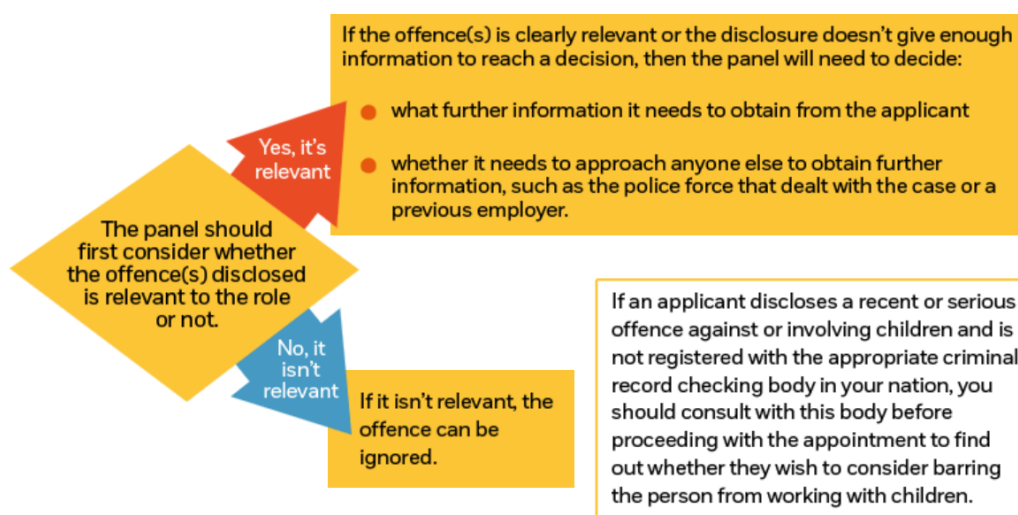 If the offence(s) is clearly relevant or the disclosure doesn't give enough
information to reach a decision, then the panel will need to decide:
what further information it needs to obtain from the applicant
whether it needs to approach anyone else to obtain further
information, such as the police force that dealt with the case or a
previous employer.
Yes, it's
relevant
The panel should
first consider whether
the offence(s) disclosed
is relevant to the role
or not.
No, it
isn't
relevant
If it isn't relevant, the
offence can be
ignored.
If an applicant discloses a recent or serious
offence against or involving children and is
not registered with the appropriate criminal
record checking body in your nation, you
should consult with this body before
proceeding with the appointment to find
out whether they wish to consider barring
the person from working with children.